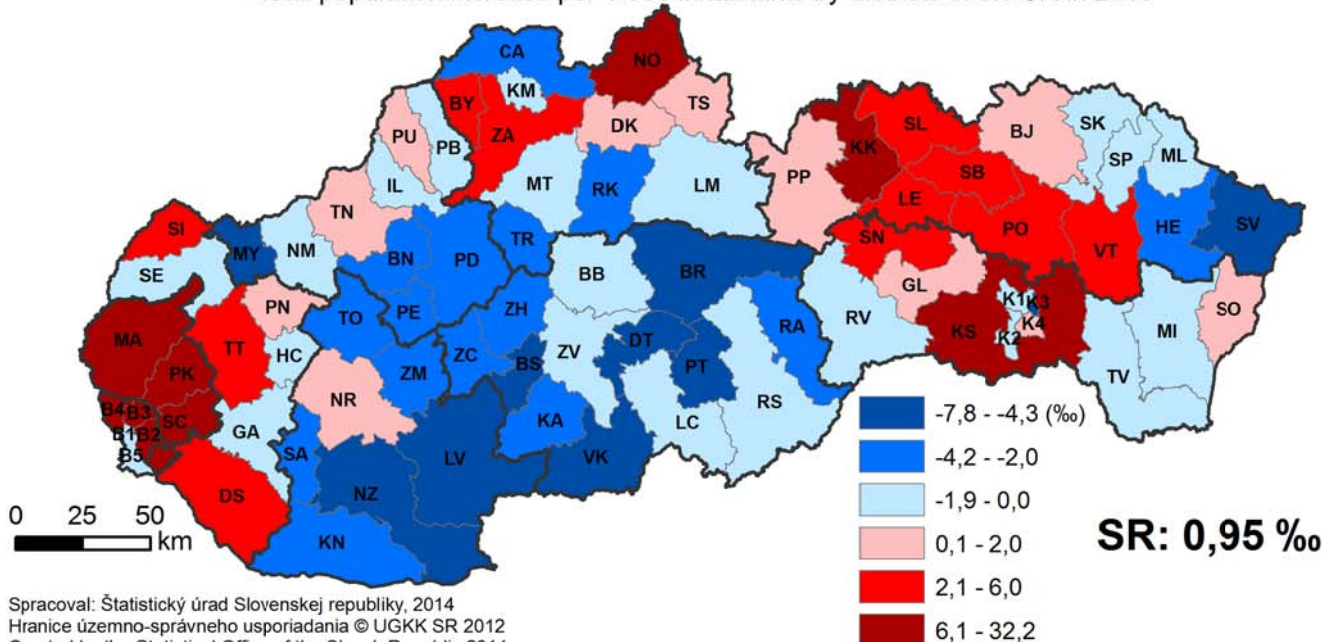 CA
NO
BY
KM
TS
PU
PB
ZA
DK
SL
BJ
SK
SP
ML
KK
IL
MT
RK
LM
PP
SB
LE
TN
SI
MY
NM
BN
PD
TR
SN
PO
VT
HE
SV
SE
BB
BR
PN
TO
PE
ZH
GL
K1
K3
K4
K2
SO
MA
TT
HC
ZC
BS
ZV
DT
RA
RV
KS
MI
PK
ZM
PT
TV
NR
B4
B3
SC
B1
B2
B5
GA
KA
LC
RS
SA
LV
VK
DS
NZ
KN
0 25 50
km
-7,8 - -4,3 (‰)
-4,2 - -2,0
-1,9 - 0,0
0,1 - 2,0
2,1 - 6,0
6,1 - 32,2
SR: 0,95 ‰
Spracoval: Štatistický úrad Slovenskej republiky, 2014
Hranice územno-správneho usporiadania © UGKK SR 2012